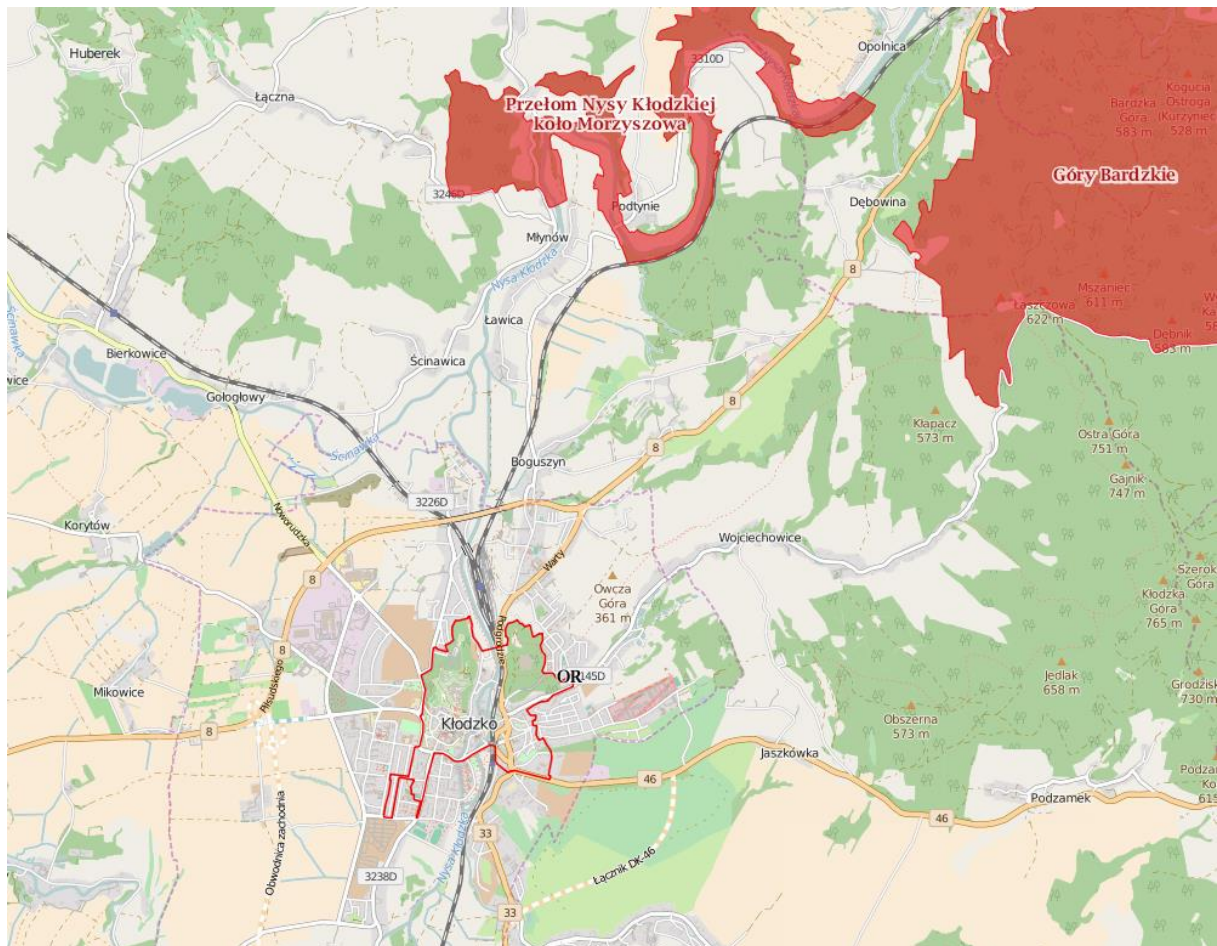 Huberek
Opolnica
3310D
Łączna
Przełom Nysy Kłodzkiej
koło Morzyszowa
Bardzka
Góra
583 m
Kogucia
Ostroga
(Kurzyniec)
528 m
Góry Bardzkie
3246D
Podtynie
Dębowina
Młynów
Nysa Kłodzka
8
Mszaniec
611 m
Łaszczowa
622 m
Dębnik
583 m
Ścinawka
Ławica
Bierkowice
Ścinawica
Gołogłowy
8
Kłapacz
573 m
Ostra Góra
751 m
Ścinawka
8
Boguszyn
Gajnik
747 m
3226D
Korytów
Noworudzka
Wojciechowice
8
Warty
Owcza
Góra
361 m
Kłodzka
Góra
765 m
8
Podgrodzie
OR
145D
Jedlak
658 m
Mikowice
Piłsudskiego
730 m
Kłodzko
Obszerna
573 m
8
Jaszkówka
46
Podzamek
46
33
Obwodnica zachodnia
Nysa Kłodzka
Łącznik DK-46
3238D
33